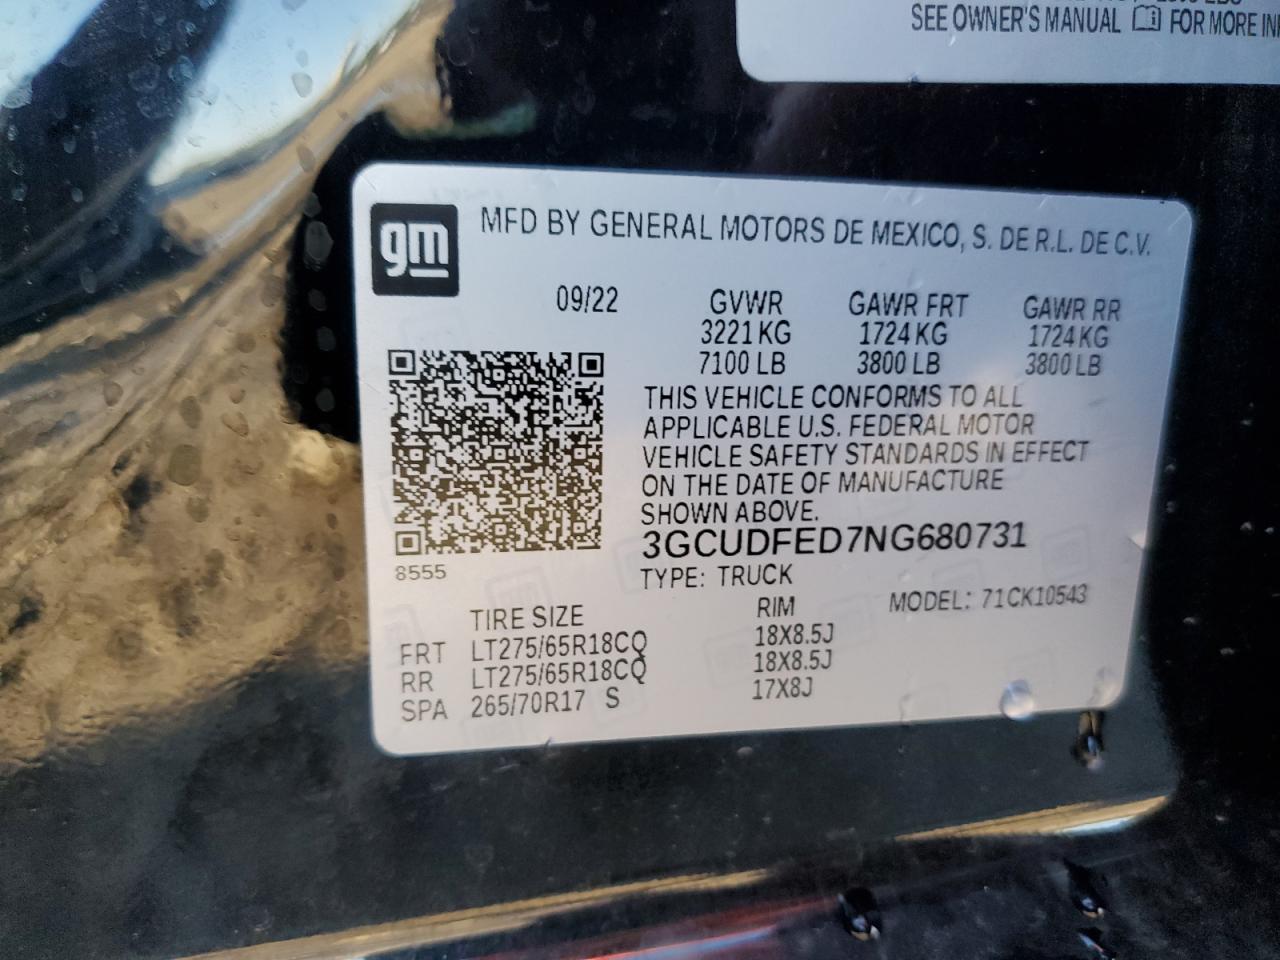 SEE OWNER'S MANUAL FOR MORE
gm
MFD BY GENERAL MOTORS DE MEXICO, S. DE R.L. DE C.V.
09/22 GVWR GAWR FRT GAWR RR
3221 KG 1724 KG 1724 KG
7100 LB 3800 LB 3800 LB
THIS VEHICLE CONFORMS TO ALL
APPLICABLE U.S. FEDERAL MOTOR
VEHICLE SAFETY STANDARDS IN EFFECT
ON THE DATE OF MANUFACTURE
SHOWN ABOVE.
3GCUDFED7NG680731
8555
TYPE: TRUCK
TIRE SIZE RIM MODEL: 71CK10543
FRT LT275/65R18CQ 18X8.5J
RR LT275/65R18CQ 18X8.5J
SPA 265/70R17 S 17X8J